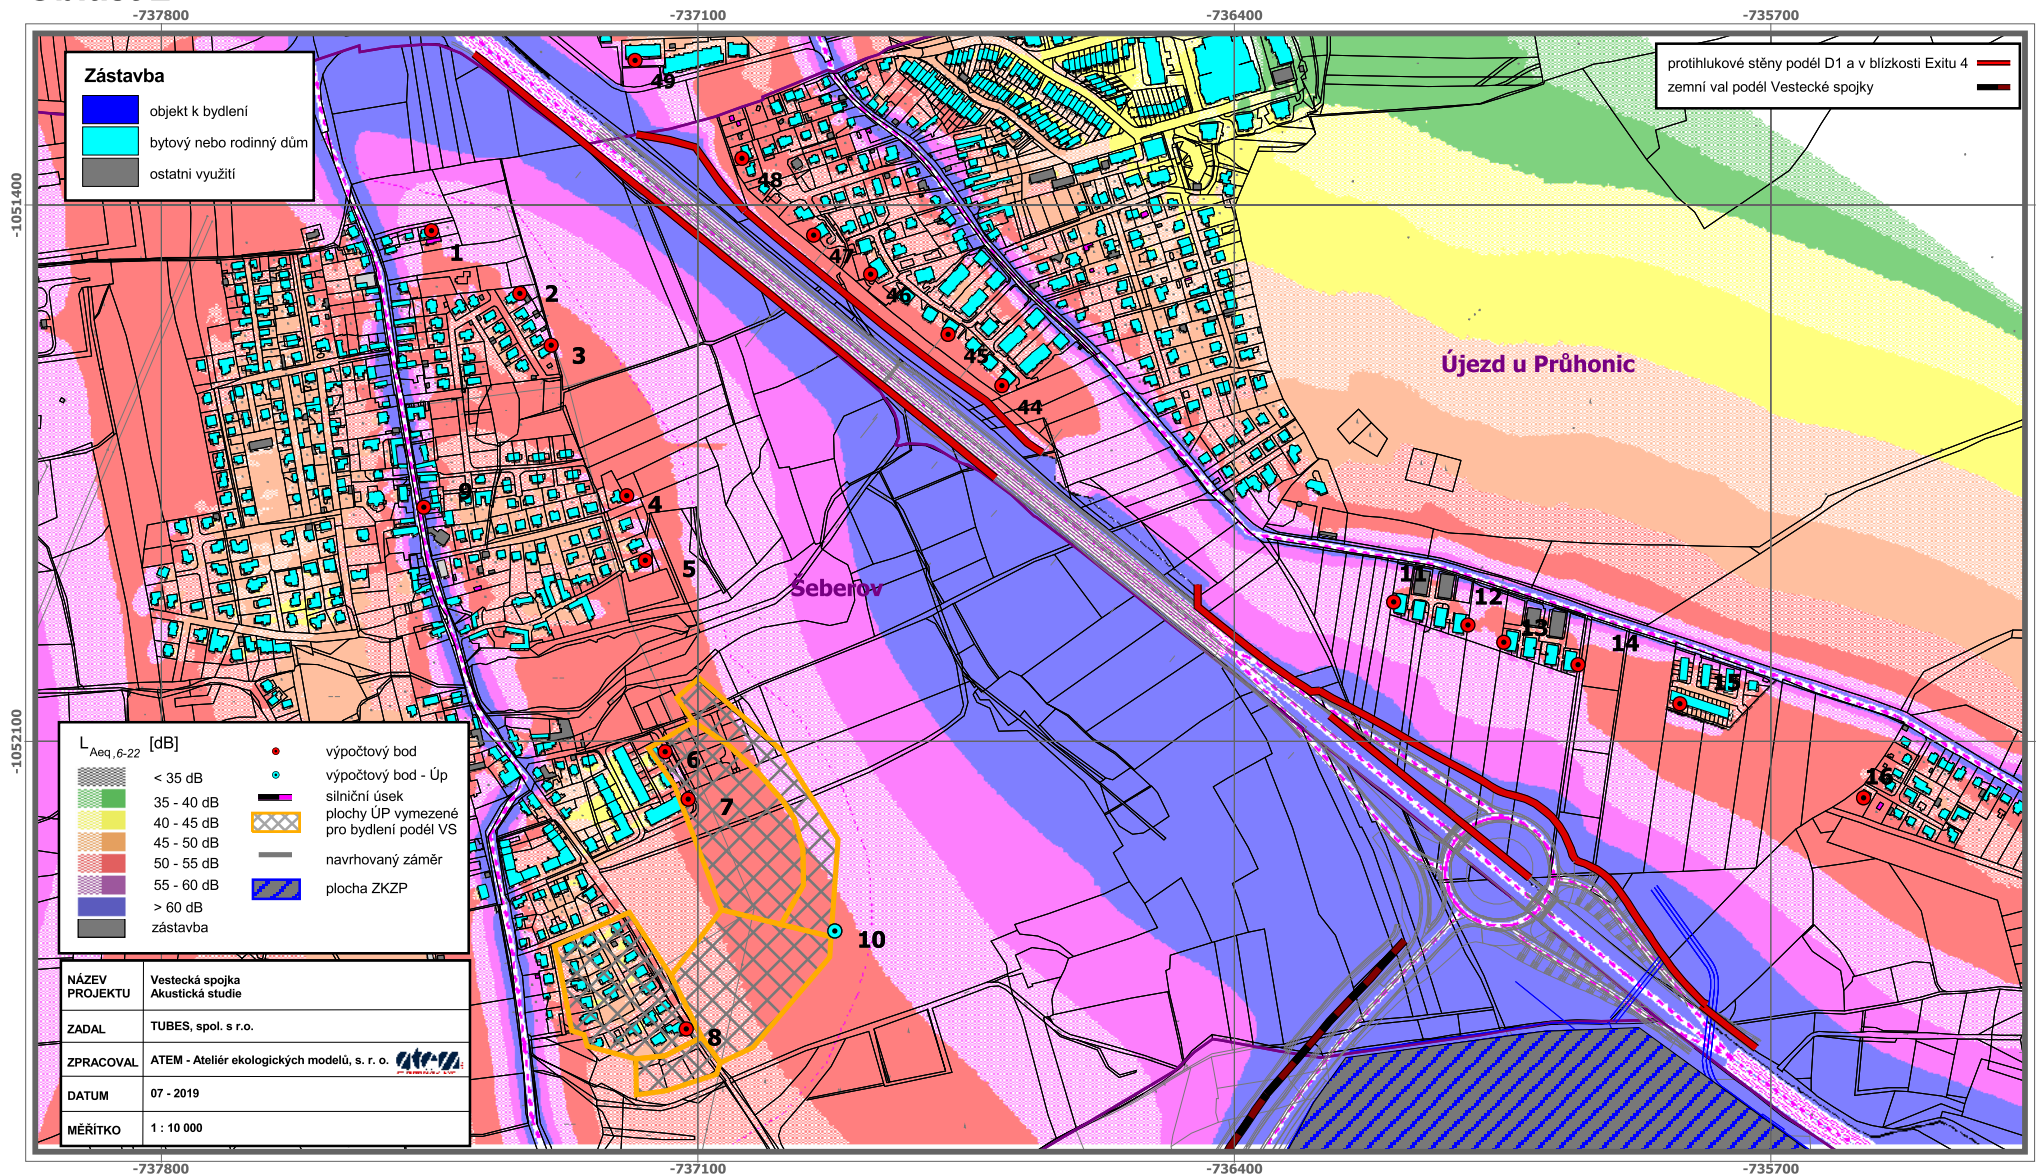 -737800
-737100
-736400
-735700
-1051400
-1052100
Zástavba
objekt k bydlení
bytový nebo rodinný dům
ostatni využití
protihlukové stěny podél D1 a v blízkosti Exitu 4
zemní val podél Vestecké spojky
49
48
47
46
45
44
1
2
3
9
4
5
Újezd u Průhonic
Šeberov
11
12
13
14
15
16
6
7
10
8
LAeq,6-22 [dB]
< 35 dB
35 - 40 dB
40 - 45 dB
45 - 50 dB
50 - 55 dB
55 - 60 dB
> 60 dB
zástavba
výpočtový bod
výpočtový bod - Úp
silniční úsek
plochy ÚP vymezené
pro bydlení podél VS
navrhovaný záměr
plocha ZKZP
NÁZEV PROJEKTU
Vestecká spojka
Akustická studie
ZADAL TUBES, spol. s r.o.
ZPRACOVAL ATEM - Ateliér ekologických modelů, s. r. o. atem
DATUM 07 - 2019
MĚŘÍTKO 1 : 10 000
-737800
-737100
-736400
-735700